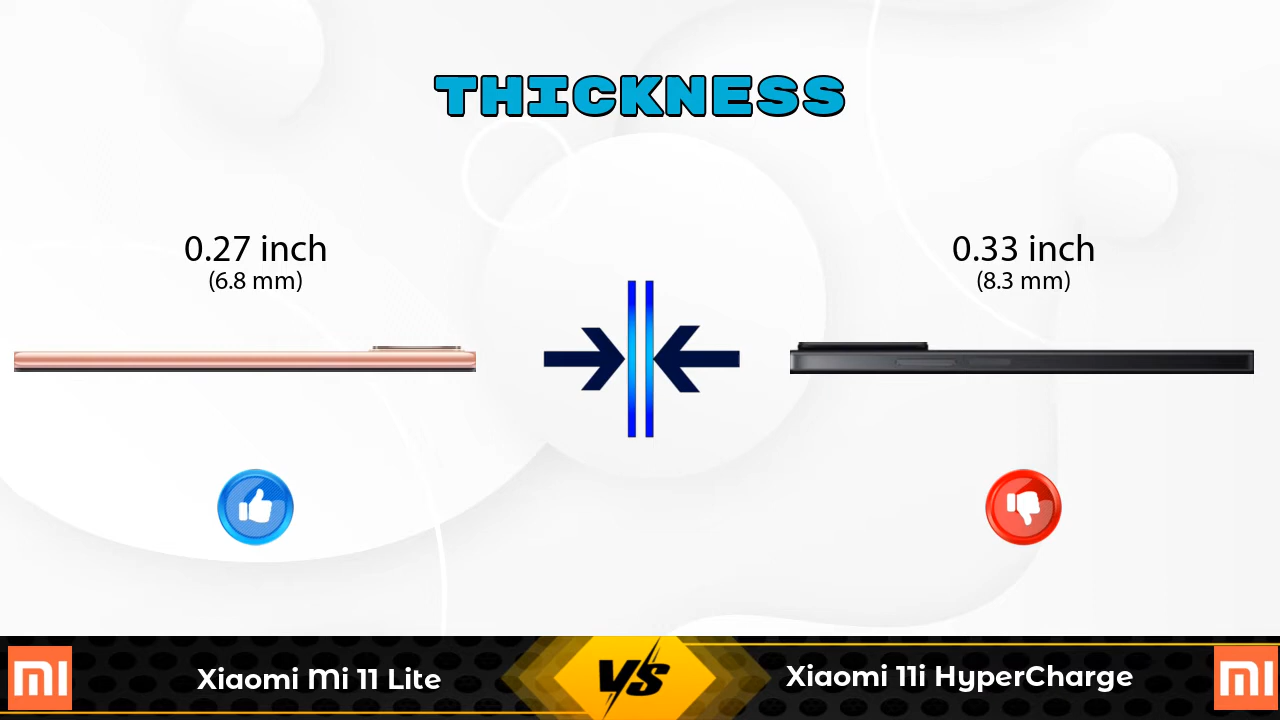 THICKNESS
0.27 inch
(6.8 mm)
0.33 inch
(8.3 mm)
MI
Xiaomi Mi 11 Lite
VS
Xiaomi 11i HyperCharge
MI